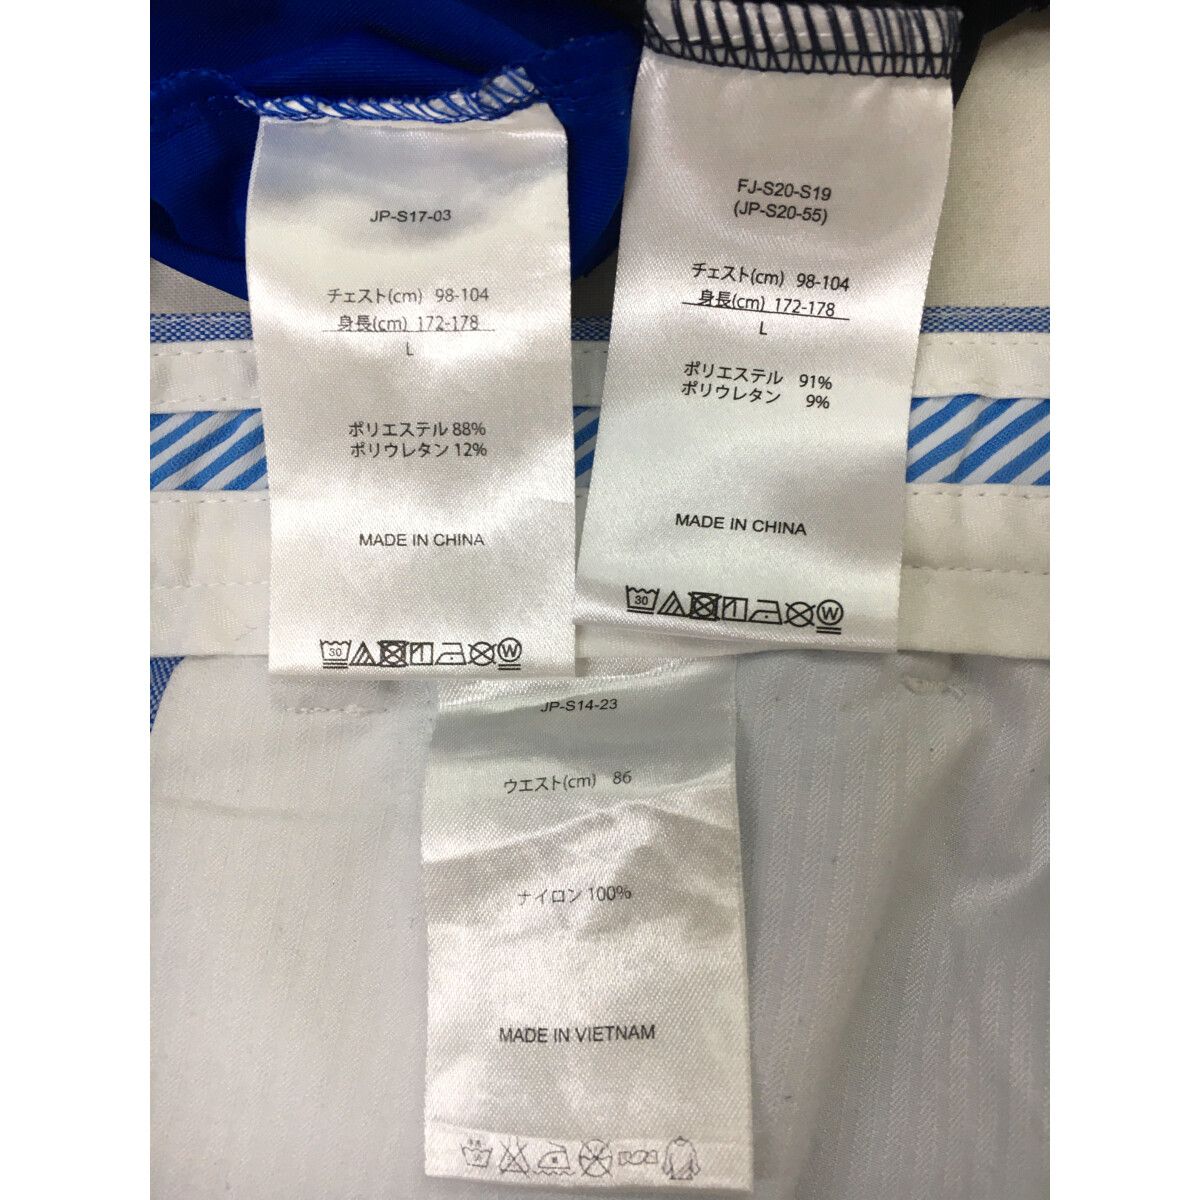 JP-S17-03
チェスト(cm) 98-104
身長(cm) 172-178
L
ポリエステル 88%
ポリウレタン 12%
MADE IN CHINA
30
W
FJ-S20-S19
(JP-S20-55)
チェスト(cm) 98-104
身長(cm) 172-178
L
ポリエステル 91%
ポリウレタン 9%
MADE IN CHINA
30
W
JP-S14-23
ウエスト(cm) 86
ナイロン 100%
MADE IN VIETNAM